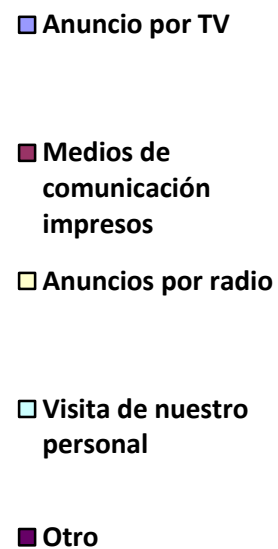 Anuncio por TV
Medios de
comunicación
impresos
Anuncios por radio
Visita de nuestro
personal
Otro